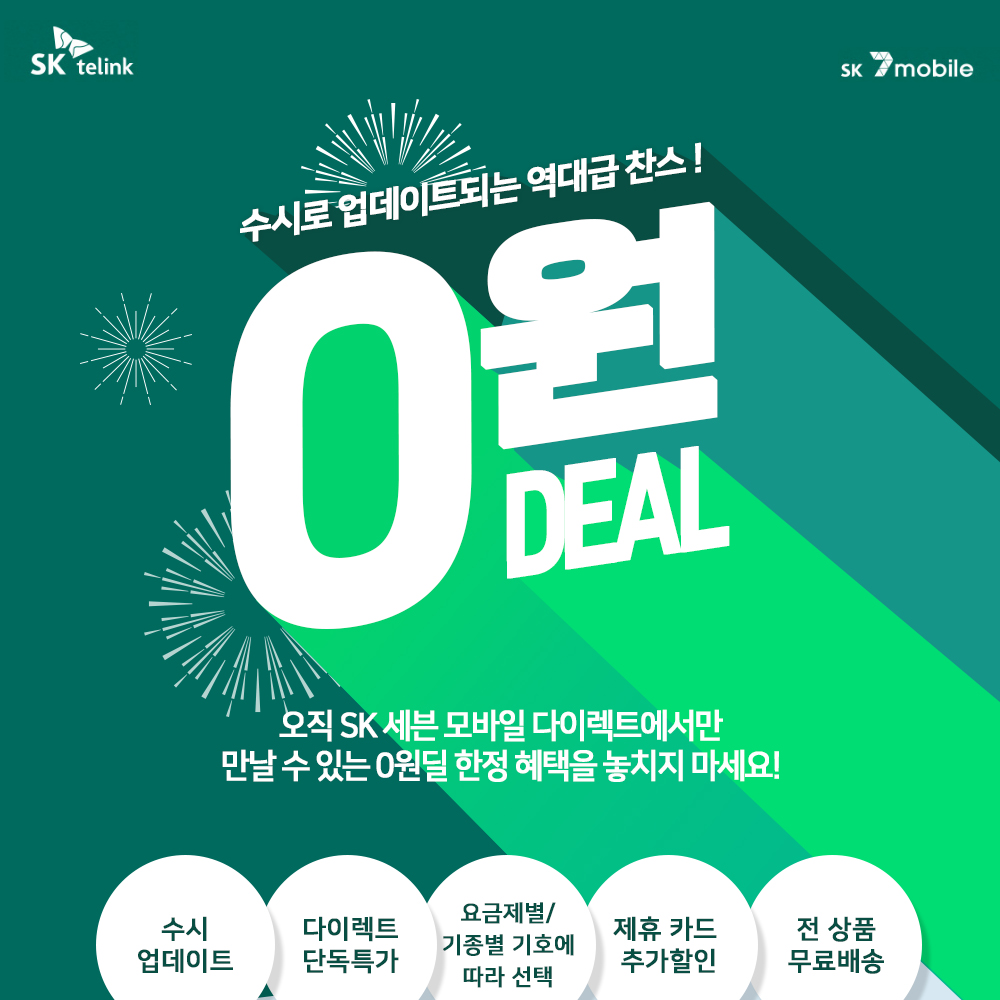 SK telink
SK 7mobile
수시로 업데이트되는 역대급 찬스 !
0원
DEAL
오직 SK 세븐 모바일 다이렉트에서만
만날 수 있는 0원딜 한정 혜택을 놓치지 마세요!
수시
업데이트
다이렉트
단독특가
요금제별/
기종별 기호에
따라 선택
제휴 카드
추가할인
전 상품
무료배송